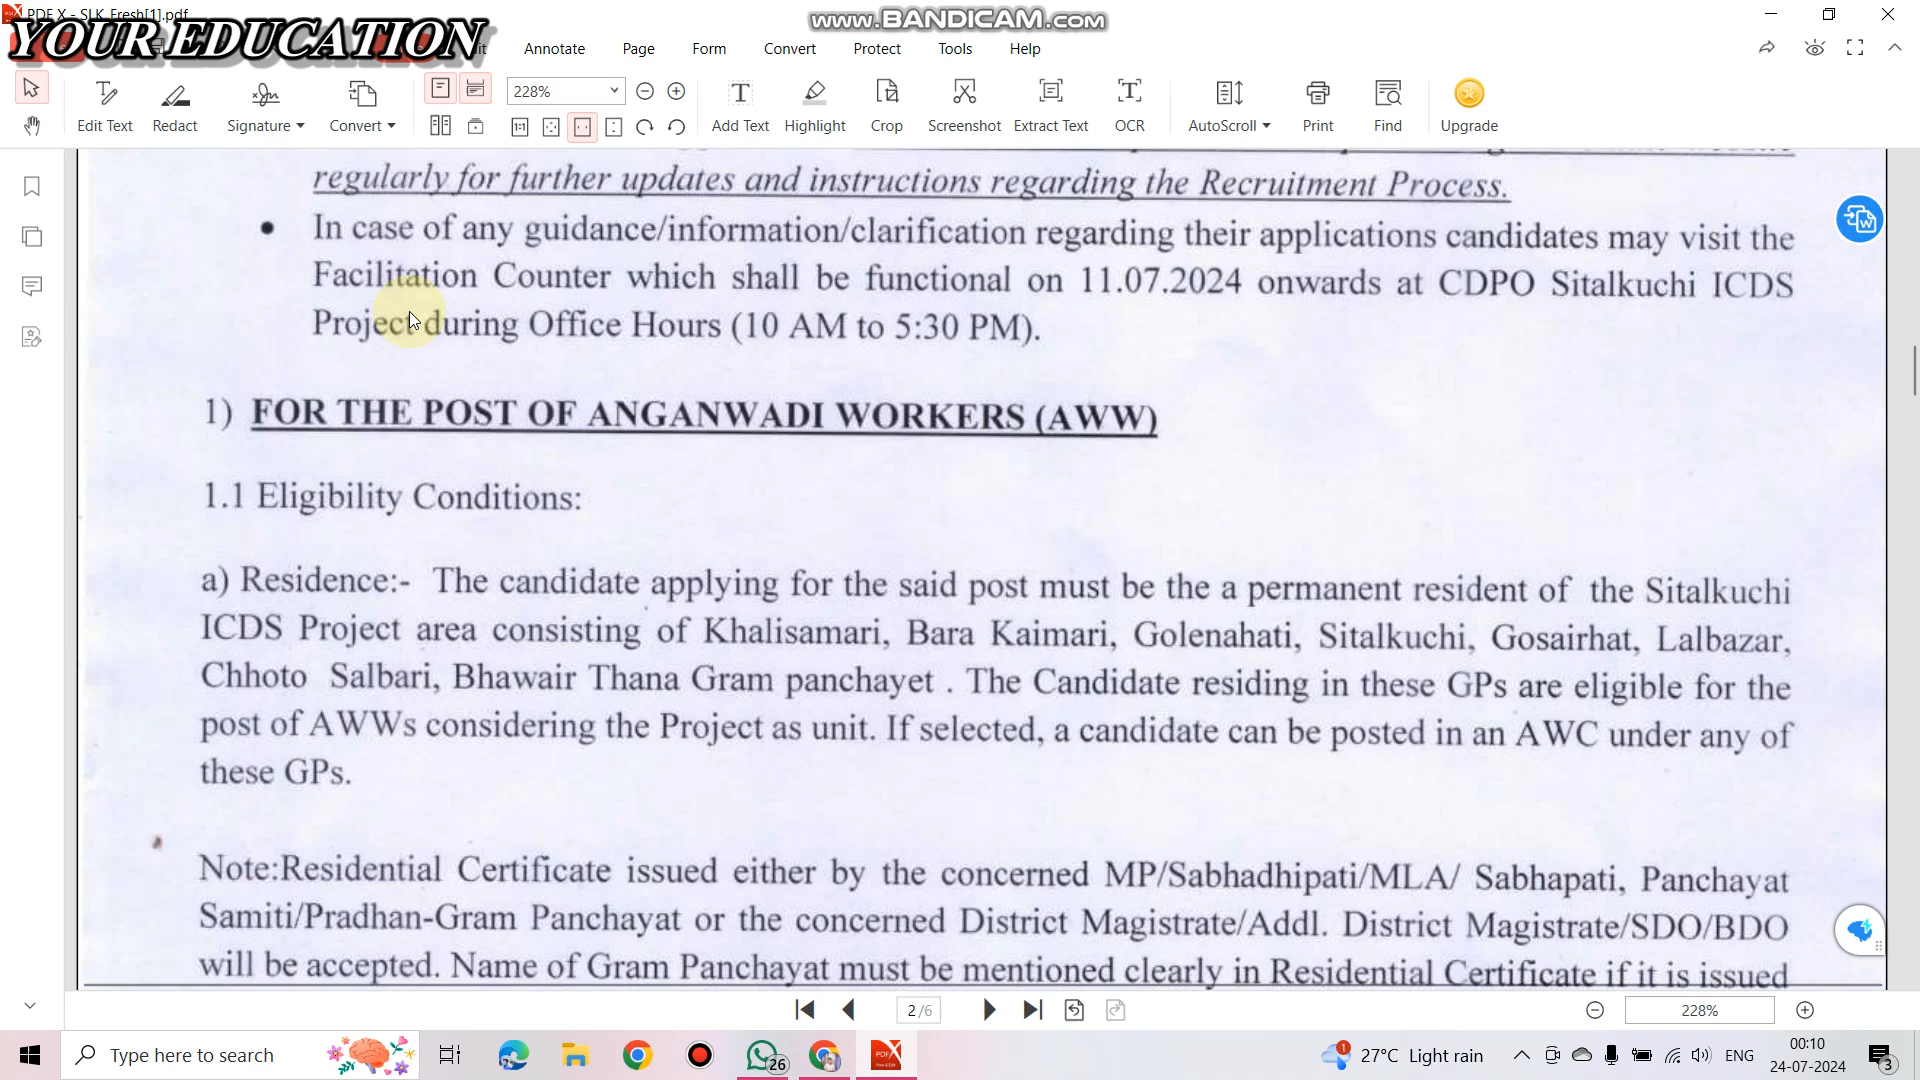 PDF X - SLK_Fresh[1].pdf
YOUR EDUCATION
www.BANDICAM.com
Annotate Page Form Convert Protect Tools Help
228%
Edit Text Redact Signature Convert Add Text Highlight Crop Screenshot Extract Text OCR AutoScroll Print Find Upgrade
regularly for further updates and instructions regarding the Recruitment Process.
• In case of any guidance/information/clarification regarding their applications candidates may visit the
Facilitation Counter which shall be functional on 11.07.2024 onwards at CDPO Sitalkuchi ICDS
Project during Office Hours (10 AM to 5:30 PM).
1) FOR THE POST OF ANGANWADI WORKERS (AWW)
1.1 Eligibility Conditions:
a) Residence:- The candidate applying for the said post must be the a permanent resident of the Sitalkuchi
ICDS Project area consisting of Khalisamari, Bara Kaimari, Golenahati, Sitalkuchi, Gosairhat, Lalbazar,
Chhoto Salbari, Bhawair Thana Gram panchayet . The Candidate residing in these GPs are eligible for the
post of AWWs considering the Project as unit. If selected, a candidate can be posted in an AWC under any of
these GPs.
Note:Residential Certificate issued either by the concerned MP/Sabhadhipati/MLA/ Sabhapati, Panchayat
Samiti/Pradhan-Gram Panchayat or the concerned District Magistrate/Addl. District Magistrate/SDO/BDO
will be accepted. Name of Gram Panchayat must be mentioned clearly in Residential Certificate if it is issued
2/6
228%
Type here to search
26
1
27°C Light rain
ENG
00:10
24-07-2024
3